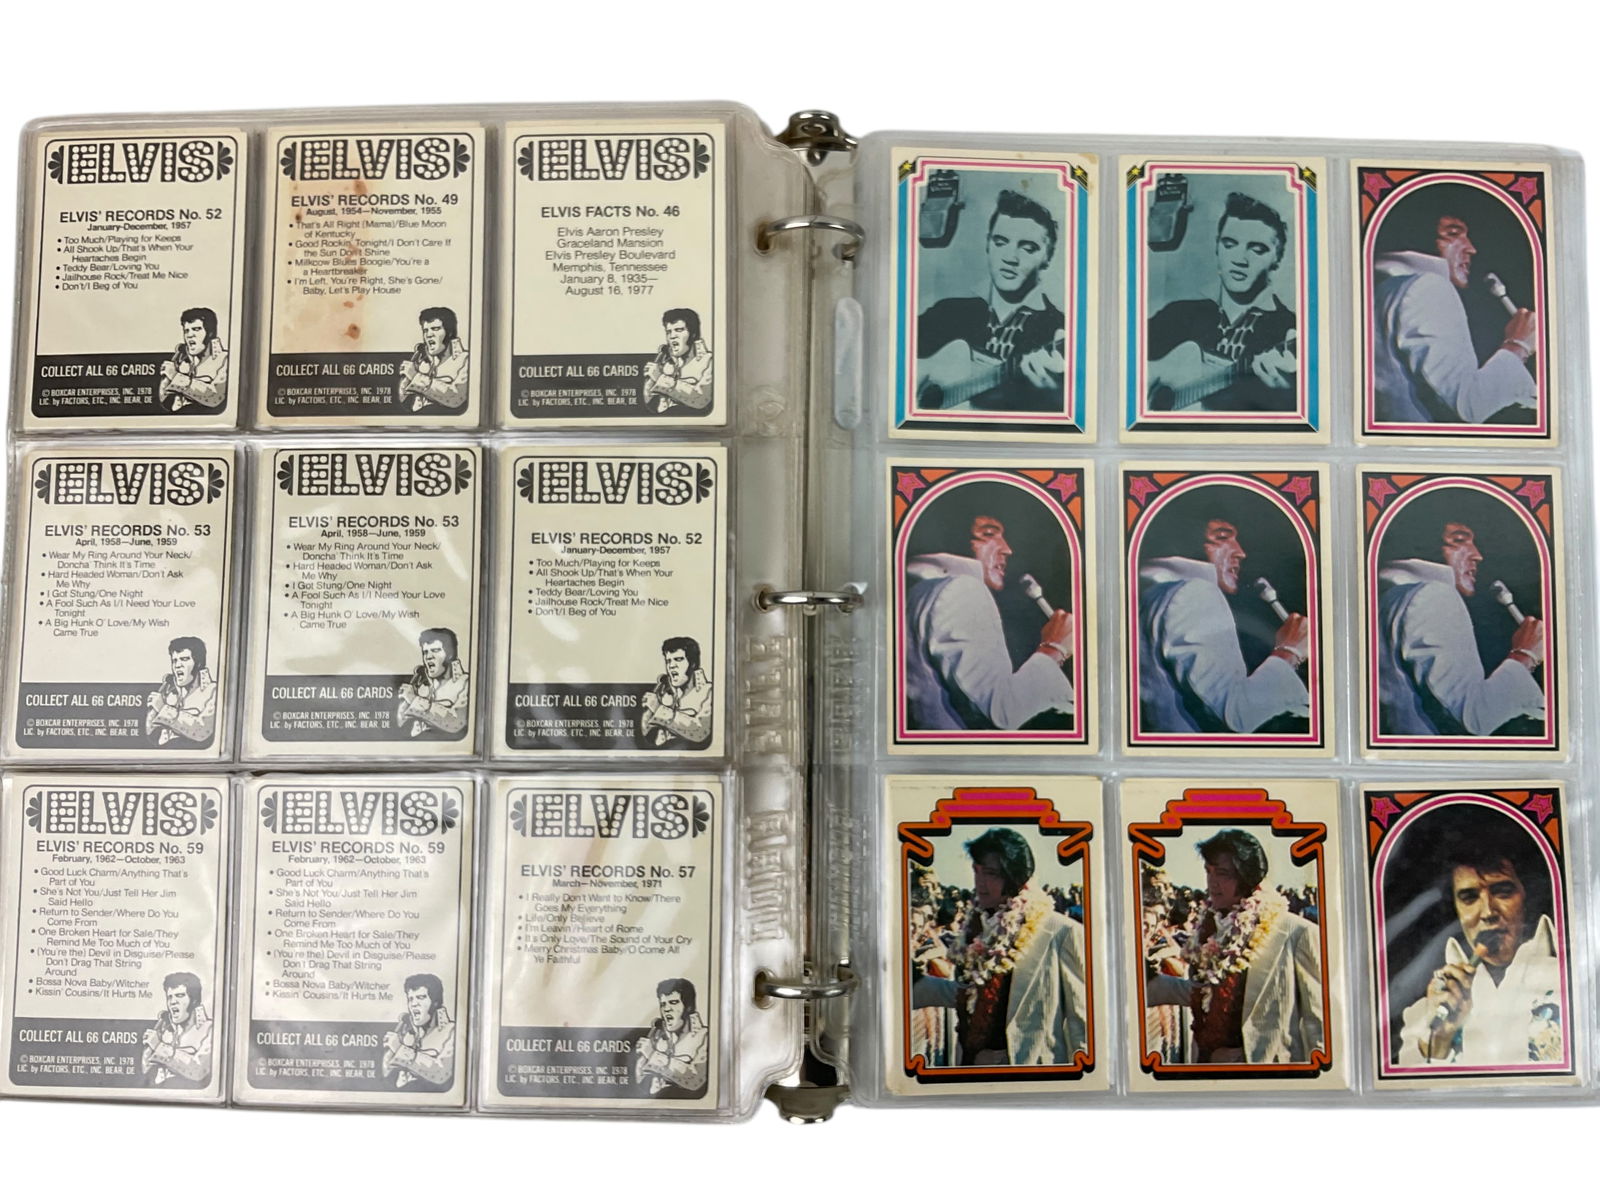 ELVIS
ELVIS' RECORDS No. 52
January-December, 1957
• Too Much/Playing for Keeps
• All Shook Up/That's When Your
Heartaches Begin
• Teddy Bear/Loving You
• Jailhouse Rock/Treat Me Nice
• Don't/I Beg of You
COLLECT ALL 66 CARDS
© BOXCAR ENTERPRISES, INC. 1978
LIC. by FACTORS, ETC., INC. BEAR, DE
ELVIS
ELVIS' RECORDS No. 49
August, 1954—November, 1955
• That's All Right (Mama)/Blue Moon
of Kentucky
• Good Rockin' Tonight/I Don't Care If
the Sun Don't Shine
• Milkcow Blues Boogie/You're a
a Heartbreaker
• I'm Left, You're Right, She's Gone/
Baby, Let's Play House
COLLECT ALL 66 CARDS
© BOXCAR ENTERPRISES, INC. 1978
LIC. by FACTORS, ETC., INC. BEAR, DE
ELVIS
ELVIS FACTS No. 46
Elvis Aaron Presley
Graceland Mansion
Elvis Presley Boulevard
Memphis, Tennessee
January 8, 1935—
August 16, 1977
COLLECT ALL 66 CARDS
© BOXCAR ENTERPRISES, INC. 1978
LIC. by FACTORS, ETC., INC. BEAR, DE
ELVIS
ELVIS' RECORDS No. 53
April, 1958—June, 1959
• Wear My Ring Around Your Neck/
Doncha' Think It's Time
• Hard Headed Woman/Don't Ask
Me Why
• I Got Stung/One Night
• A Fool Such As I/I Need Your Love
Tonight
• A Big Hunk O' Love/My Wish
Came True
COLLECT ALL 66 CARDS
© BOXCAR ENTERPRISES, INC. 1978
LIC. by FACTORS, ETC., INC. BEAR, DE
ELVIS
ELVIS' RECORDS No. 53
April, 1958—June, 1959
• Wear My Ring Around Your Neck/
Doncha' Think It's Time
• Hard Headed Woman/Don't Ask
Me Why
• I Got Stung/One Night
• A Fool Such As I/I Need Your Love
Tonight
• A Big Hunk O' Love/My Wish
Came True
COLLECT ALL 66 CARDS
© BOXCAR ENTERPRISES, INC. 1978
LIC. by FACTORS, ETC., INC. BEAR, DE
ELVIS
ELVIS' RECORDS No. 52
January-December, 1957
• Too Much/Playing for Keeps
• All Shook Up/That's When Your
Heartaches Begin
• Teddy Bear/Loving You
• Jailhouse Rock/Treat Me Nice
• Don't/I Beg of You
COLLECT ALL 66 CARDS
© BOXCAR ENTERPRISES, INC. 1978
LIC. by FACTORS, ETC., INC. BEAR, DE
ELVIS
ELVIS' RECORDS No. 59
February, 1962—October, 1963
• Good Luck Charm/Anything That's
Part of You
• She's Not You/Just Tell Her Jim
Said Hello
• Return to Sender/Where Do You
Come From
• One Broken Heart for Sale/They
Remind Me Too Much of You
• (You're the) Devil in Disguise/Please
Don't Drag That String
Around
• Bossa Nova Baby/Witcher
• Kissin' Cousins/It Hurts Me
COLLECT ALL 66 CARDS
© BOXCAR ENTERPRISES, INC. 1978
LIC. by FACTORS, ETC., INC. BEAR, DE
ELVIS
ELVIS' RECORDS No. 59
February, 1962—October, 1963
• Good Luck Charm/Anything That's
Part of You
• She's Not You/Just Tell Her Jim
Said Hello
• Return to Sender/Where Do You
Come From
• One Broken Heart for Sale/They
Remind Me Too Much of You
• (You're the) Devil in Disguise/Please
Don't Drag That String
Around
• Bossa Nova Baby/Witcher
• Kissin' Cousins/It Hurts Me
COLLECT ALL 66 CARDS
© BOXCAR ENTERPRISES, INC. 1978
LIC. by FACTORS, ETC., INC. BEAR, DE
ELVIS
ELVIS' RECORDS No. 57
March—November, 1971
• I Really Don't Want to Know/There
Goes My Everything
• Life/Only Believe
• I'm Leavin'/Heart of Rome
• It's Only Love/The Sound of Your Cry
• Merry Christmas Baby/O Come All
Ye Faithful
COLLECT ALL 66 CARDS
© BOXCAR ENTERPRISES, INC. 1978
LIC. by FACTORS, ETC., INC. BEAR, DE